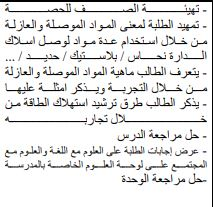 تهيئة الصف للحصة
- تمهيد الطلبة لمعنى المواد الموصلة والعازلة
من خلال استخدام عدة مواد لوصل اسلاك
الدارة نحاس / بلاستيك / حديد / ...
- يتعرف الطالب ماهية المواد الموصلة والعازلة
من خلال التجربة ويذكر امثلة عليها
- يذكر الطالب طرق ترشيد استهلاك الطاقة من
خلال تجاربه
- حل مراجعة الدرس
- عرض إجابات الطلبة على العلوم مع اللغة والعلوم مع
المجتمع على لوحة العلوم الخاصة بالمدرسة
-حل مراجعة الوحدة